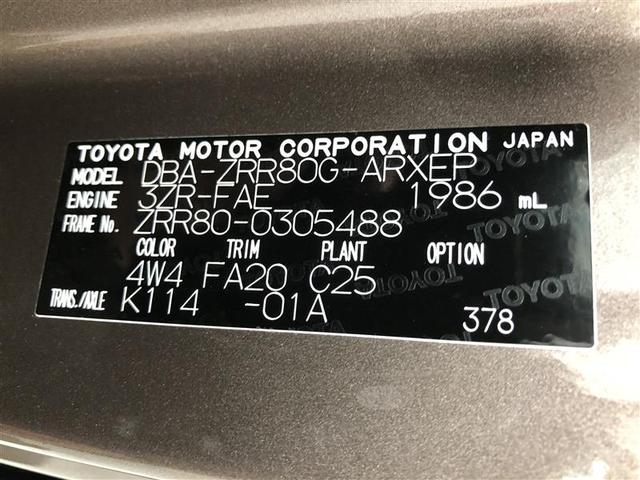 TOYOTA MOTOR CORPORATION JAPAN
MODEL DBA-ZRR80G-ARXEP
ENGINE 3ZR-FAE 1986 mL
FRAME No. ZRR80-0305488
COLOR TRIM PLANT OPTION
4W4 FA20 C25
TRANS./AXLE K114 -01A
378